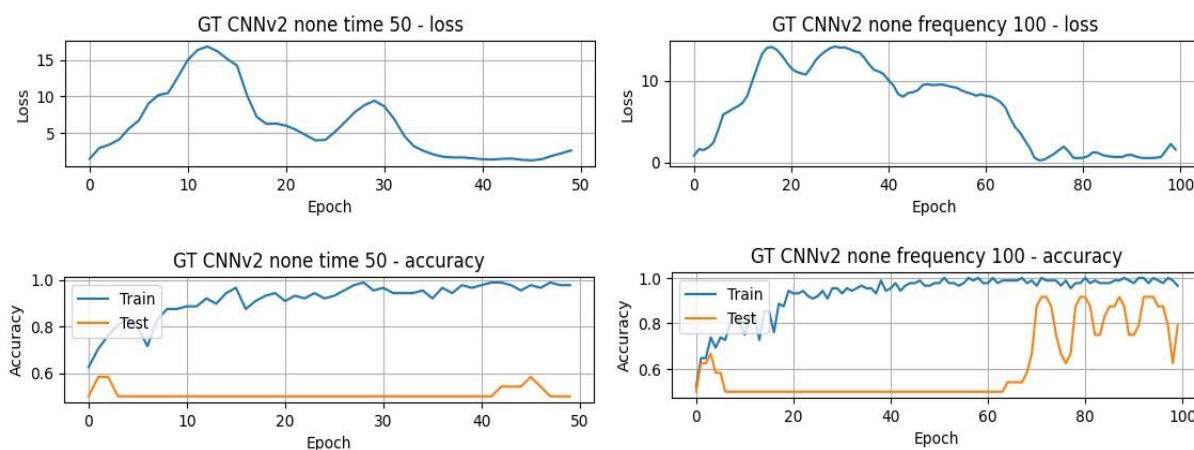 GT CNNv2 none time 50 - loss
Loss
15
10
5
0 10 20 30 40 50
Epoch
GT CNNv2 none frequency 100 - loss
Loss
10
0
0 20 40 60 80 100
Epoch
GT CNNv2 none time 50 - accuracy
Accuracy
1.0
0.8
0.6
Train
Test
0 10 20 30 40 50
Epoch
GT CNNv2 none frequency 100 - accuracy
Accuracy
1.0
0.8
0.6
Train
Test
0 20 40 60 80 100
Epoch